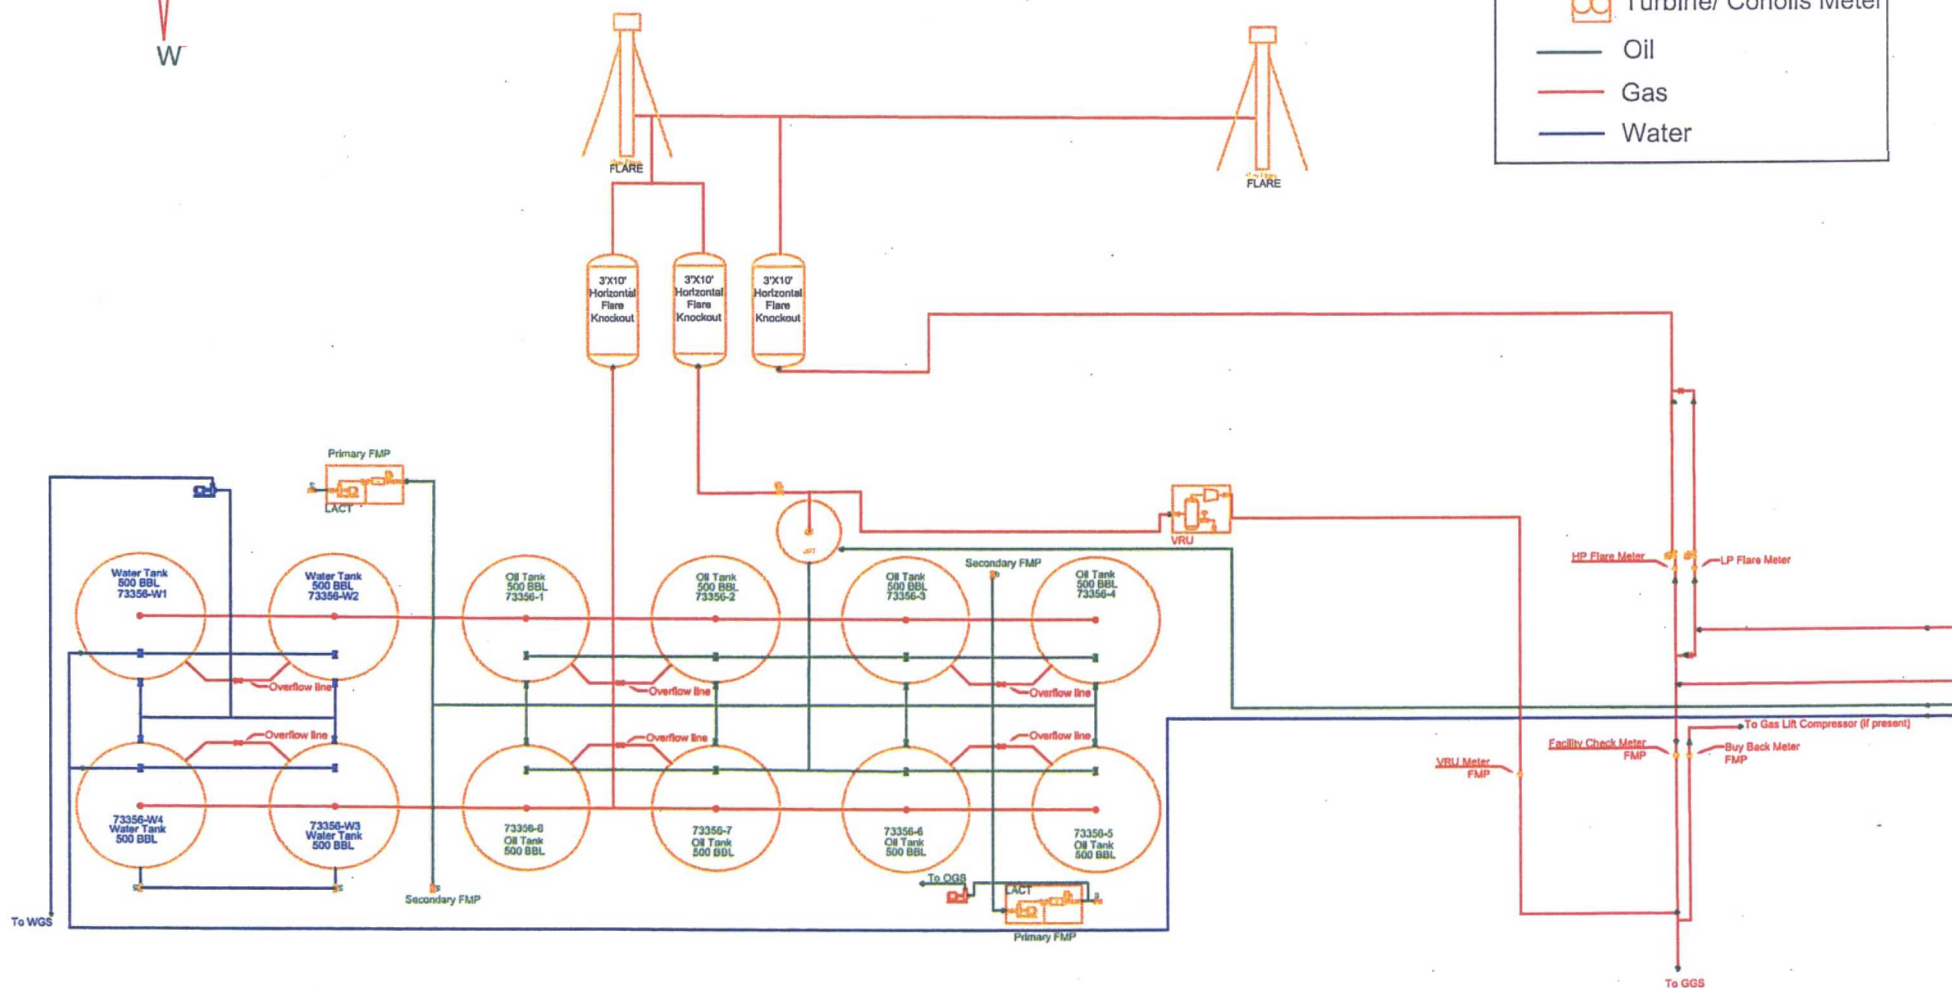 W
Turbine/ Coriolis Meter
Oil
Gas
Water
FLARE
FLARE
3'X10'
Horizontal
Flare
Knockout
3'X10'
Horizontal
Flare
Knockout
3'X10'
Horizontal
Flare
Knockout
Primary FMP
LACT
VRU
Secondary FMP
HP Flare Meter
LP Flare Meter
Water Tank
500 BBL
73356-W1
Water Tank
500 BBL
73356-W2
Oil Tank
500 BBL
73356-1
Oil Tank
500 BBL
73356-2
Oil Tank
500 BBL
73356-3
Oil Tank
500 BBL
73356-4
Overflow line
Overflow line
Overflow line
Overflow line
Overflow line
Overflow line
To Gas Lift Compressor (if present)
Facility Check Meter
FMP
Buy Back Meter
FMP
VRU Meter
FMP
73356-W4
Water Tank
500 BBL
73356-W3
Water Tank
500 BBL
73356-8
Oil Tank
500 BBL
73356-7
Oil Tank
500 BBL
73356-6
Oil Tank
500 BBL
73356-5
Oil Tank
500 BBL
To OGS
LACT
Secondary FMP
Primary FMP
To WGS
To GGS